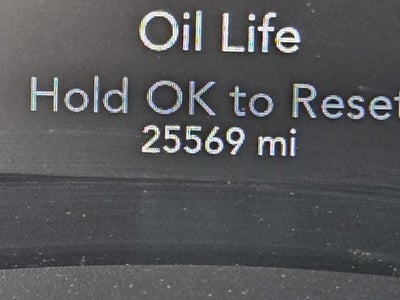 Oil Life
Hold OK to Reset
25569 mi